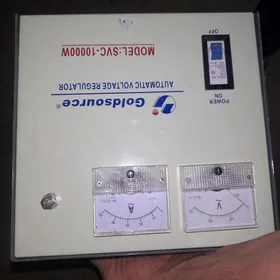 Goldsource®
AUTOMATIC VOLTAGE REGULATOR
MODEL:SVC-10000W
POWER
ON
OFF
A
V